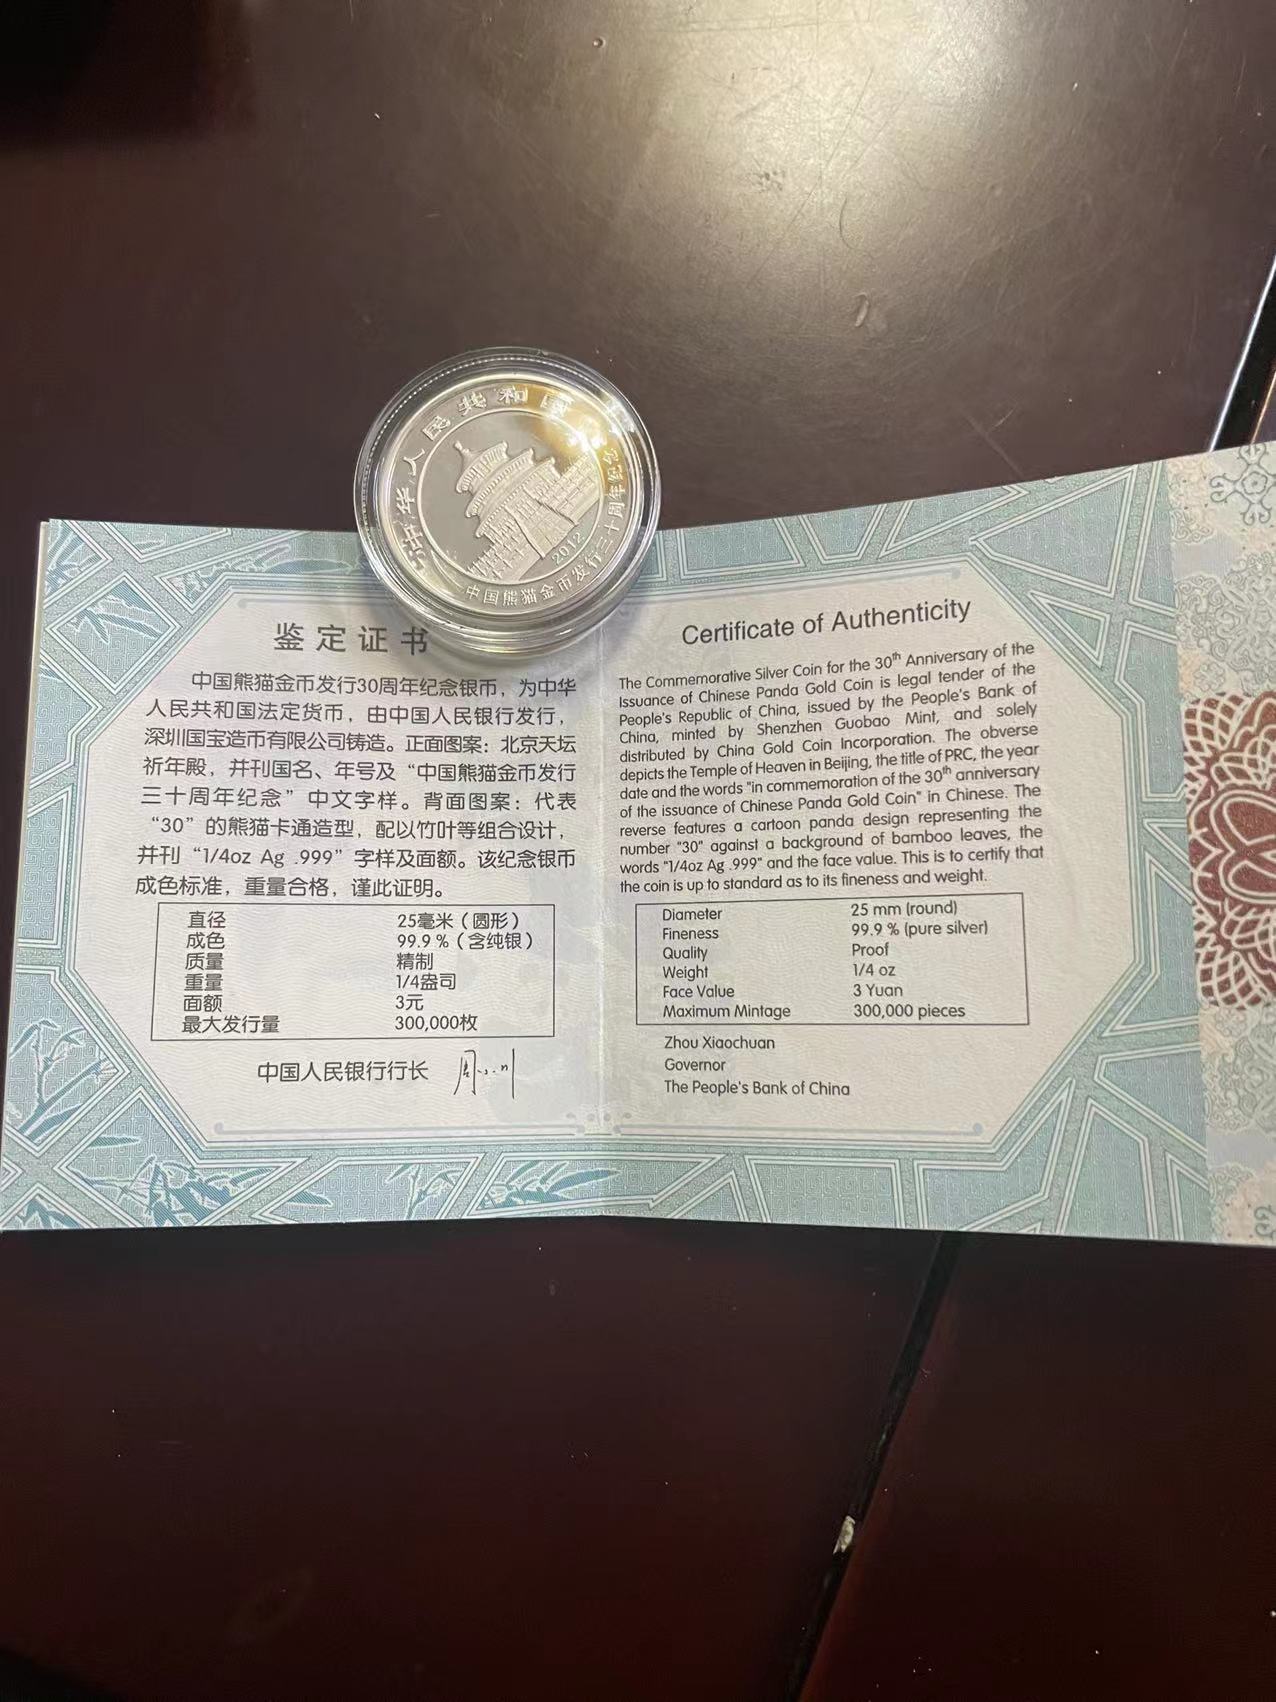 中华人民共和国
2012
中国熊猫金币发行三十周年纪念
鉴定证书
中国熊猫金币发行30周年纪念银币，为中华
人民共和国法定货币，由中国人民银行发行，
深圳国宝造币有限公司铸造。正面图案：北京天坛
祈年殿，并刊国名、年号及“中国熊猫金币发行
三十周年纪念”中文字样。背面图案：代表
“30”的熊猫卡通造型，配以竹叶等组合设计，
并刊“1/4oz Ag .999”字样及面额。该纪念银币
成色标准，重量合格，谨此证明。
直径 25毫米（圆形）
成色 99.9％（含纯银）
质量 精制
重量 1/4盎司
面额 3元
最大发行量 300,000枚
中国人民银行行长 周小川
Certificate of Authenticity
The Commemorative Silver Coin for the 30th Anniversary of the
Issuance of Chinese Panda Gold Coin is legal tender of the
People's Republic of China, issued by the People's Bank of
China, minted by Shenzhen Guobao Mint, and solely
distributed by China Gold Coin Incorporation. The obverse
depicts the Temple of Heaven in Beijing, the title of PRC, the year
date and the words "in commemoration of the 30th anniversary
of the issuance of Chinese Panda Gold Coin" in Chinese. The
reverse features a cartoon panda design representing the
number "30" against a background of bamboo leaves, the
words "1/4oz Ag .999" and the face value. This is to certify that
the coin is up to standard as to its fineness and weight.
Diameter 25 mm (round)
Fineness 99.9 % (pure silver)
Quality Proof
Weight 1/4 oz
Face Value 3 Yuan
Maximum Mintage 300,000 pieces
Zhou Xiaochuan
Governor
The People's Bank of China